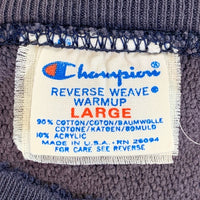 Champion
REVERSE WEAVE ®
WARMUP
LARGE
90% COTTON/COTON/BAUMWOLLE
COTONE/KATOEN/BOMULD
10% ACRYLIC
MADE IN U.S.A. RN 26094
FOR CARE SEE REVERSE